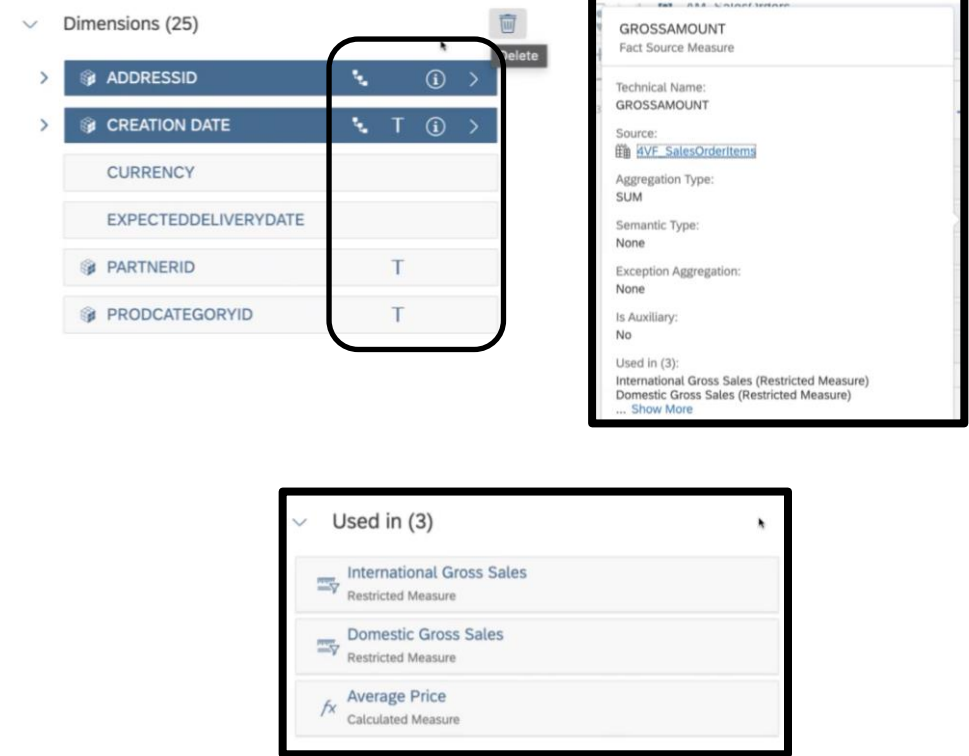 Dimensions (25)
Delete
ADDRESSID
CREATION DATE T
CURRENCY
EXPECTEDDELIVERYDATE
PARTNERID T
PRODCATEGORYID T
GROSSAMOUNT
Fact Source Measure
Technical Name:
GROSSAMOUNT
Source:
4VF_SalesOrderItems
Aggregation Type:
SUM
Semantic Type:
None
Exception Aggregation:
None
Is Auxiliary:
No
Used in (3):
International Gross Sales (Restricted Measure)
Domestic Gross Sales (Restricted Measure)
... Show More
Used in (3)
International Gross Sales
Restricted Measure
Domestic Gross Sales
Restricted Measure
fx Average Price
Calculated Measure